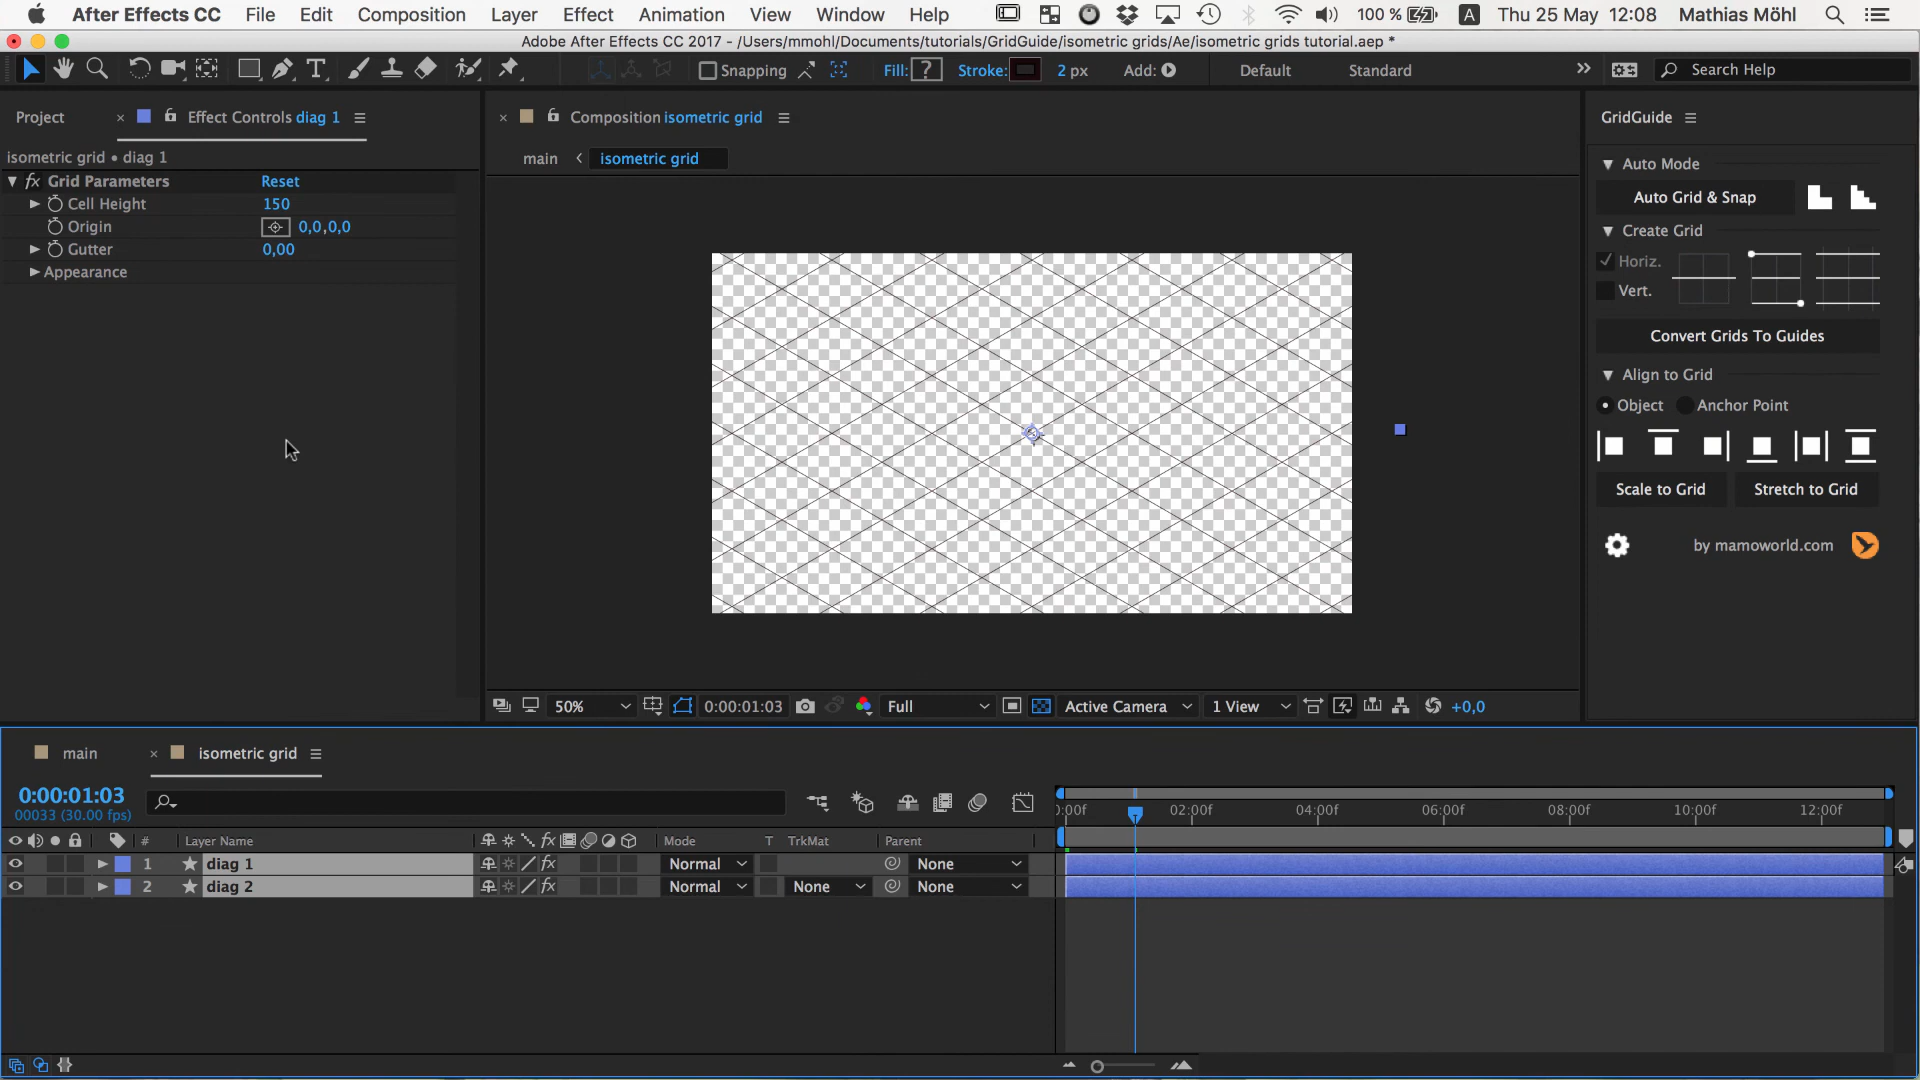 After Effects CC File Edit Composition Layer Effect Animation View Window Help 100 % A Thu 25 May 12:08 Mathias Möhl
Adobe After Effects CC 2017 - /Users/mmohl/Documents/tutorials/GridGuide/isometric grids/Ae/isometric grids tutorial.aep *
Snapping Fill: ? Stroke: 2 px Add: Default Standard Search Help
Project Effect Controls diag 1 Composition isometric grid GridGuide
isometric grid • diag 1 main isometric grid Auto Mode
fx Grid Parameters Reset Auto Grid & Snap
Cell Height 150
Origin 0,0,0,0 Create Grid
Gutter 0,00 Horiz.
Appearance Vert.
Convert Grids To Guides
Align to Grid
Object Anchor Point
Scale to Grid Stretch to Grid
by mamoworld.com
50% 0:00:01:03 Full Active Camera 1 View +0,0
main isometric grid
0:00:01:03
00033 (30.00 fps)
0:00f 02:00f 04:00f 06:00f 08:00f 10:00f 12:00f
# Layer Name fx Mode T TrkMat Parent
1 diag 1 fx Normal None
2 diag 2 fx Normal None None